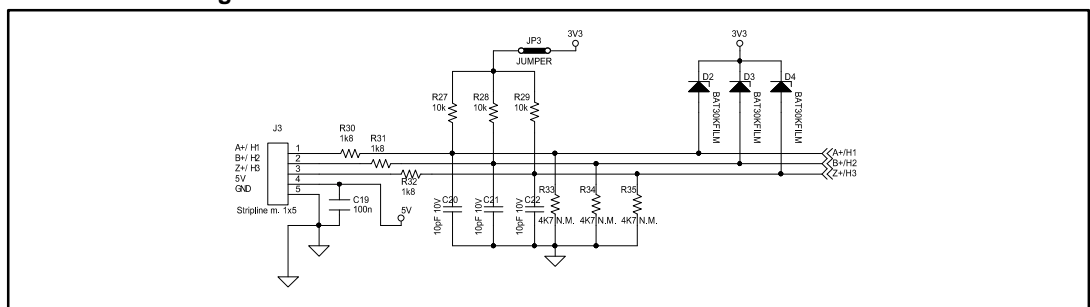 JP3
3V3
JUMPER
3V3
R27
10k
R28
10k
R29
10k
D2
BAT30KFILM
D3
BAT30KFILM
D4
BAT30KFILM
J3
R30
1k8
R31
1k8
R32
1k8
A+/ H1
B+/ H2
Z+/ H3
5V
GND
1
2
3
4
5
Stripline m. 1x5
C19
100n
5V
C20
10pF 10V
C21
10pF 10V
C22
10pF 10V
R33
4K7 N.M.
R34
4K7 N.M.
R35
4K7 N.M.
A+/H1
B+/H2
Z+/H3